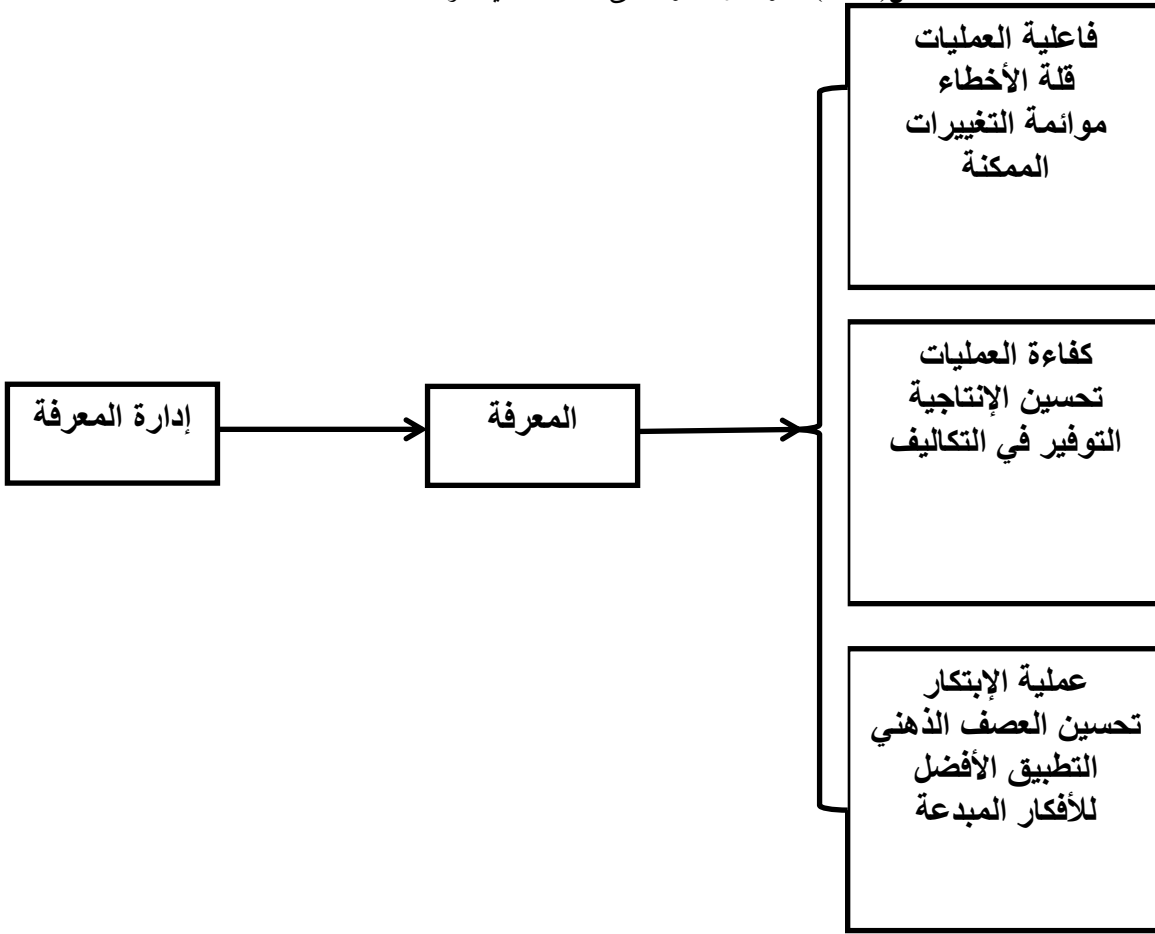 فاعلية العمليات
قلة الأخطاء
موائمة التغييرات
الممكنة
كفاءة العمليات
تحسين الإنتاجية
التوفير في التكاليف
إدارة المعرفة
المعرفة
عملية الإبتكار
تحسين العصف الذهني
التطبيق الأفضل
للأفكار المبدعة